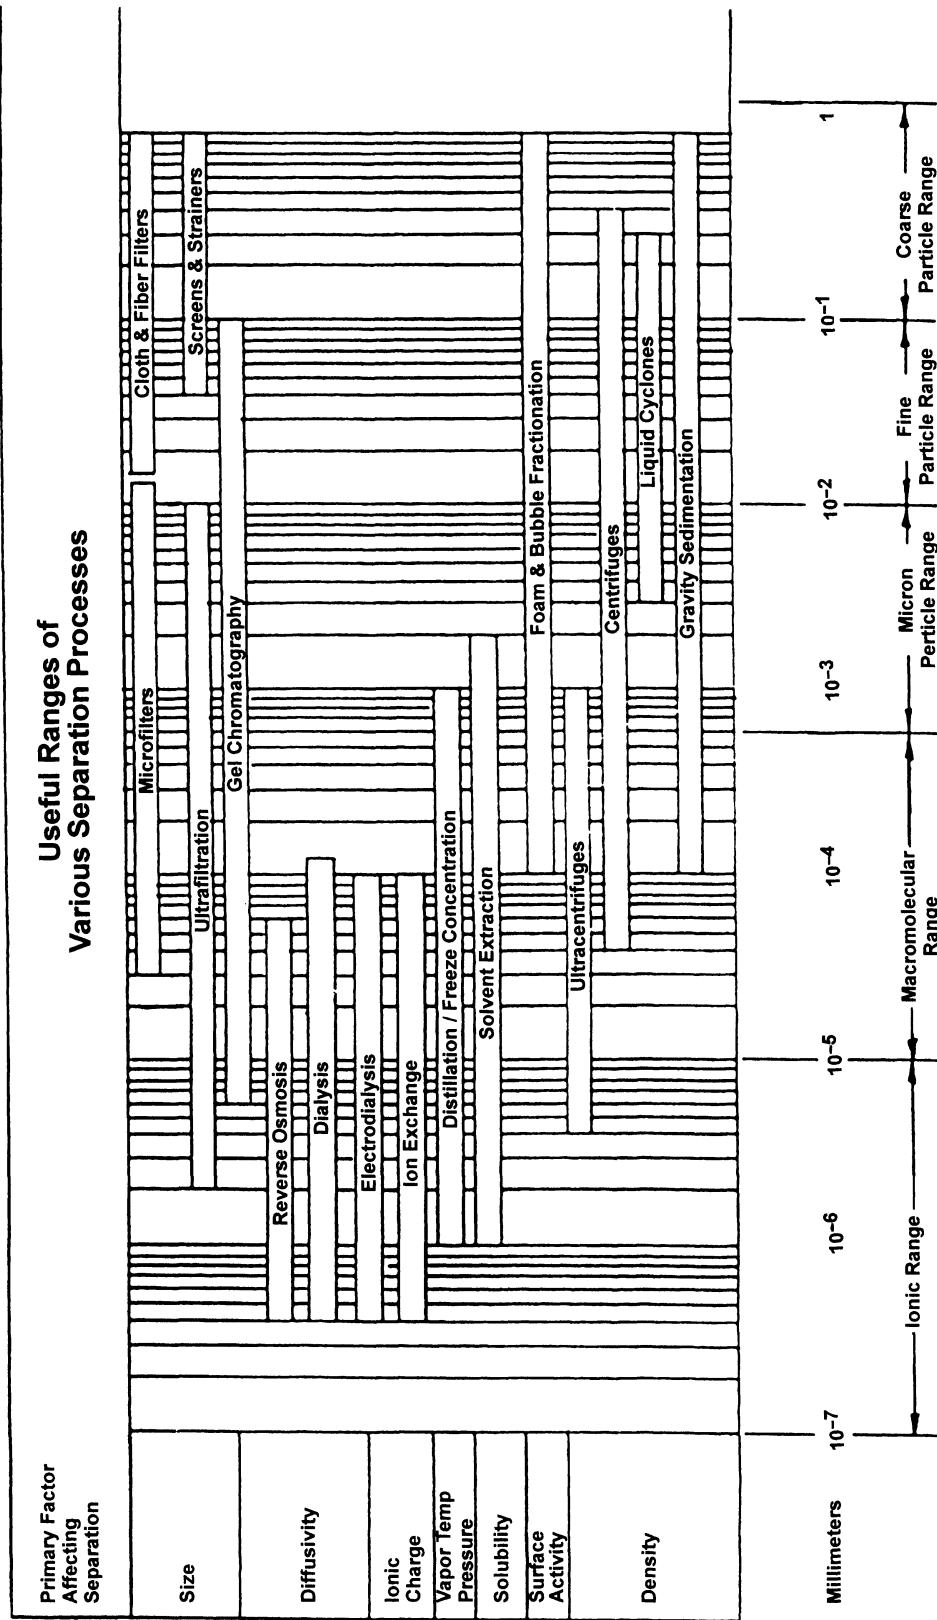 Useful Ranges of
Various Separation Processes
Primary Factor
Affecting
Separation
Size
Diffusivity
Ionic
Charge
Vapor Temp
Pressure
Solubility
Surface
Activity
Density
Cloth & Fiber Filters
Microfilters
Screens & Strainers
Ultrafiltration
Gel Chromatography
Reverse Osmosis
Dialysis
Electrodialysis
Ion Exchange
Distillation / Freeze Concentration
Solvent Extraction
Foam & Bubble Fractionation
Ultracentrifuges
Centrifuges
Liquid Cyclones
Gravity Sedimentation
Millimeters
10⁻⁷
10⁻⁶
10⁻⁵
10⁻⁴
10⁻³
10⁻²
10⁻¹
1
Ionic Range
Macromolecular
Range
Micron
Perticle Range
Fine
Particle Range
Coarse
Particle Range